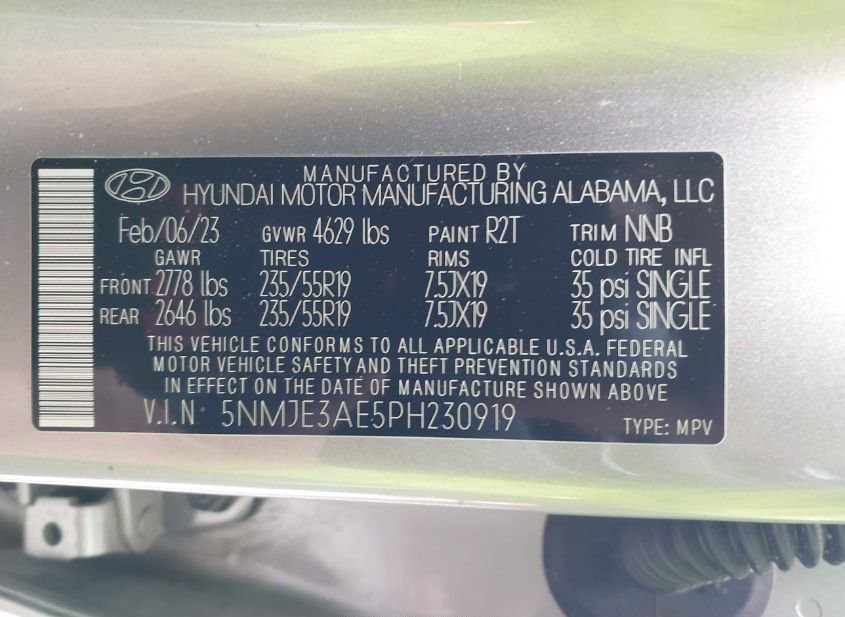 MANUFACTURED BY
HYUNDAI MOTOR MANUFACTURING ALABAMA, LLC
Feb/06/23 GVWR 4629 lbs PAINT R2T TRIM NNB
GAWR TIRES RIMS COLD TIRE INFL
FRONT 2778 lbs 235/55R19 7.5JX19 35 psi SINGLE
REAR 2646 lbs 235/55R19 7.5JX19 35 psi SINGLE
THIS VEHICLE CONFORMS TO ALL APPLICABLE U.S.A. FEDERAL
MOTOR VEHICLE SAFETY AND THEFT PREVENTION STANDARDS
IN EFFECT ON THE DATE OF MANUFACTURE SHOWN ABOVE
V.I.N 5NMJE3AE5PH230919 TYPE: MPV